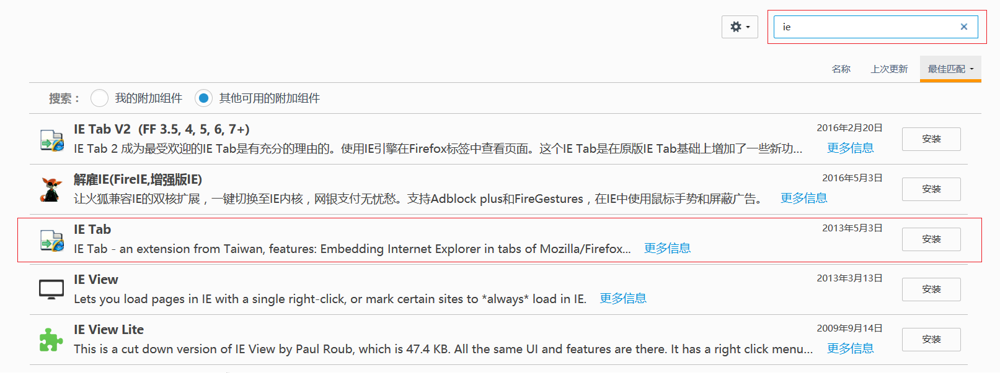 ie
名称 上次更新 最佳匹配
搜索： 我的附加组件 其他可用的附加组件
IE Tab V2 (FF 3.5, 4, 5, 6, 7+) 2016年2月20日 安装
IE Tab 2 成为最受欢迎的IE Tab是有充分的理由的。使用IE引擎在Firefox标签中查看页面。这个IE Tab是在原版IE Tab基础上增加了一些新功... 更多信息
解雇IE(FireIE,增强版IE) 2016年5月3日 安装
让火狐兼容IE的双核扩展，一键切换至IE内核，网银支付无忧愁。支持Adblock plus和FireGestures，在IE中使用鼠标手势和屏蔽广告。 更多信息
IE Tab 2013年5月3日 安装
IE Tab - an extension from Taiwan, features: Embedding Internet Explorer in tabs of Mozilla/Firefox... 更多信息
IE View 2013年3月13日 安装
Lets you load pages in IE with a single right-click, or mark certain sites to *always* load in IE. 更多信息
IE View Lite 2009年9月14日 安装
This is a cut down version of IE View by Paul Roub, which is 47.4 KB. All the same UI and features are there. It has a right click menu... 更多信息